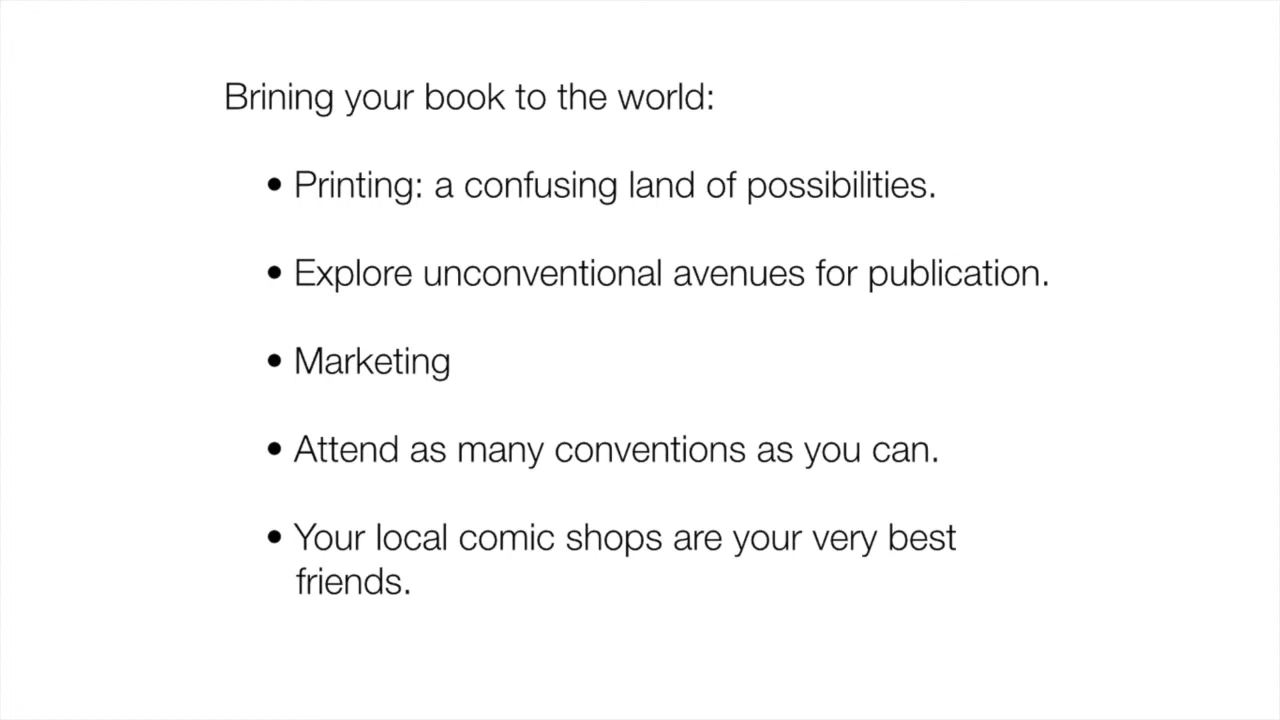 Brining your book to the world:
• Printing: a confusing land of possibilities.
• Explore unconventional avenues for publication.
• Marketing
• Attend as many conventions as you can.
• Your local comic shops are your very best
friends.